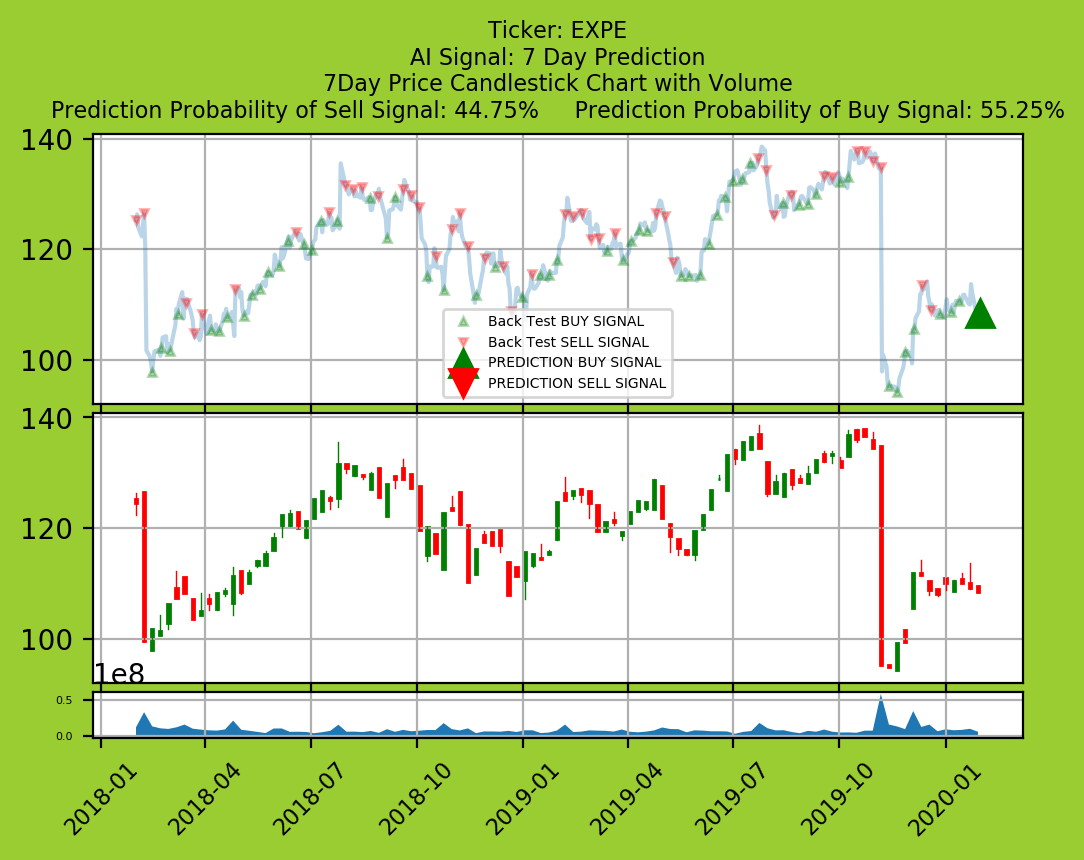 Ticker: EXPE
AI Signal: 7 Day Prediction
7Day Price Candlestick Chart with Volume
Prediction Probability of Sell Signal: 44.75%    Prediction Probability of Buy Signal: 55.25%
140
120
100
Back Test BUY SIGNAL
Back Test SELL SIGNAL
PREDICTION BUY SIGNAL
PREDICTION SELL SIGNAL
140
120
100
1e8
0.5
0.0
2018-01
2018-04
2018-07
2018-10
2019-01
2019-04
2019-07
2019-10
2020-01